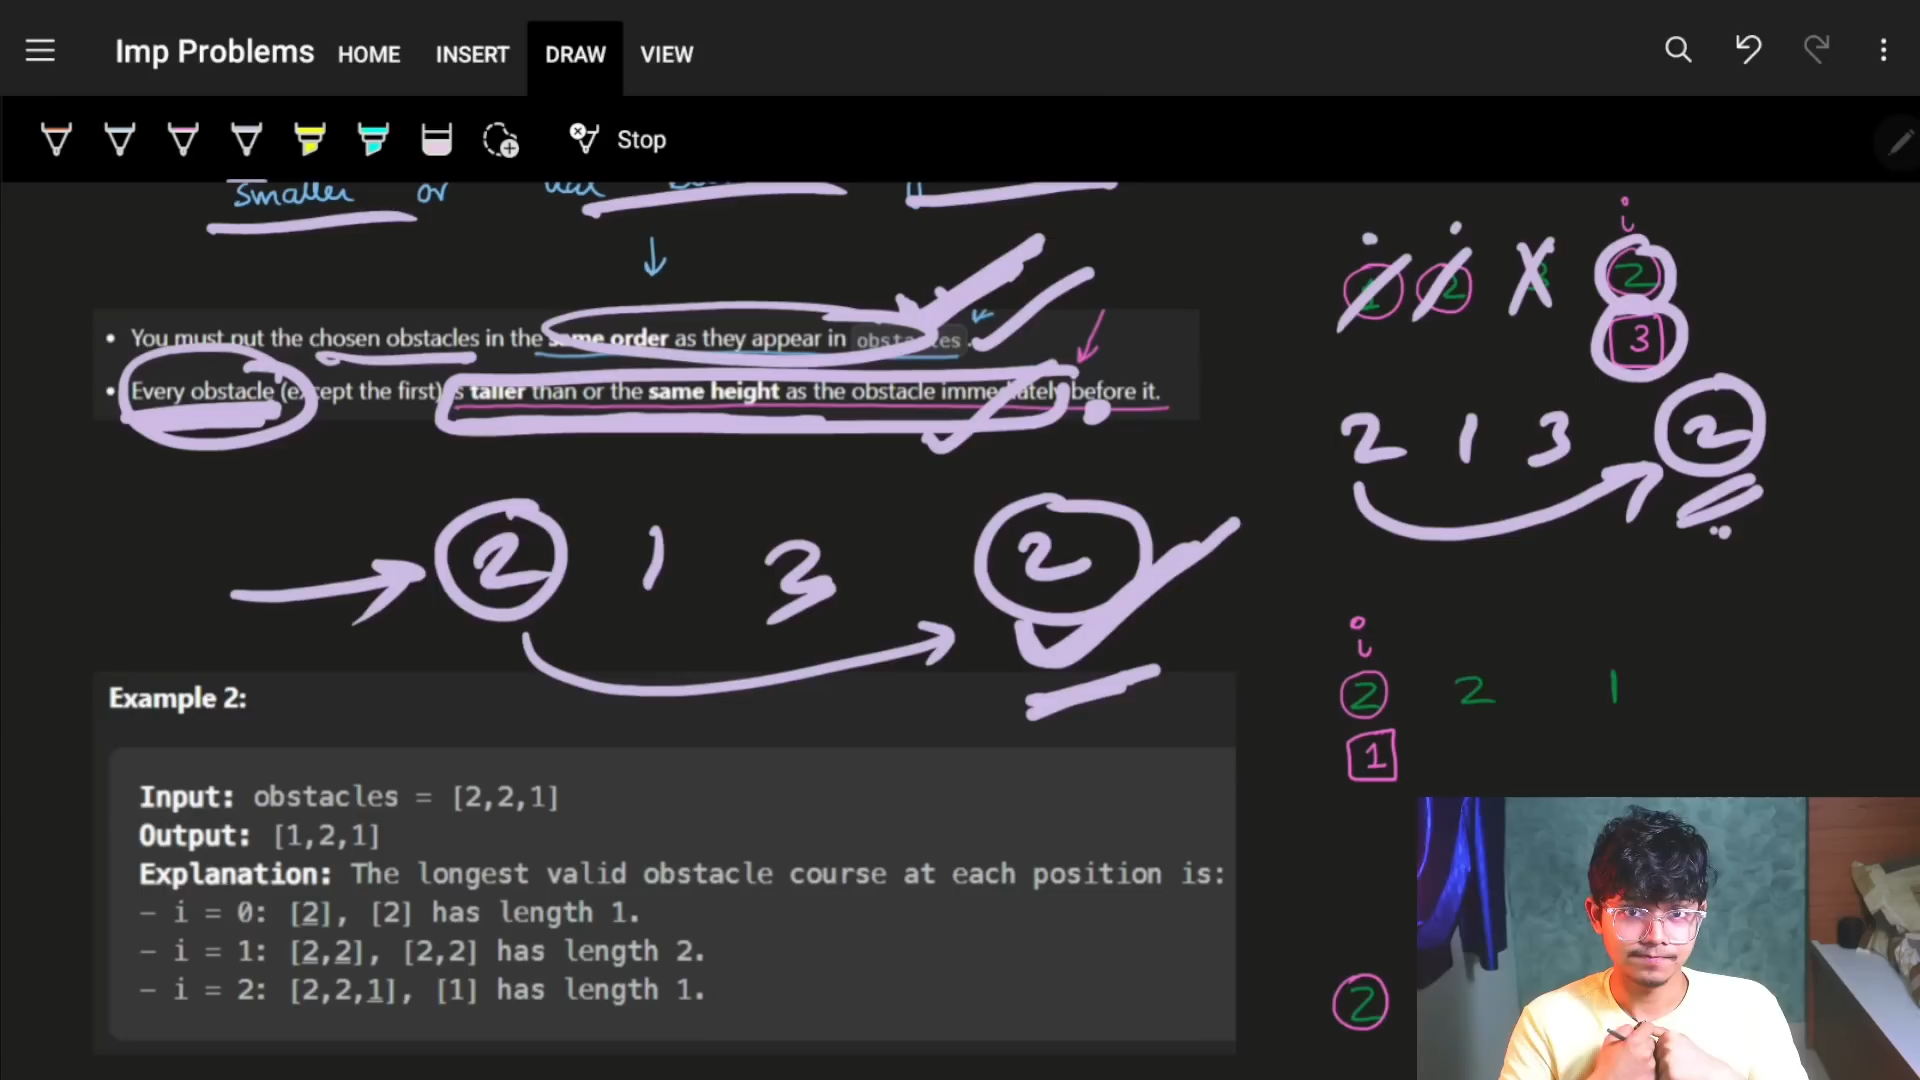 Imp Problems HOME INSERT DRAW VIEW
Stop
smaller or
• You must put the chosen obstacles in the same order as they appear in obstacles.
• Every obstacle (except the first) is taller than or the same height as the obstacle immediately before it.
i
2
3
2 1 3 2
2 1 3 2
i
2 2 1
1
2
Example 2:
Input: obstacles = [2,2,1]
Output: [1,2,1]
Explanation: The longest valid obstacle course at each position is:
- i = 0: [2], [2] has length 1.
- i = 1: [2,2], [2,2] has length 2.
- i = 2: [2,2,1], [1] has length 1.